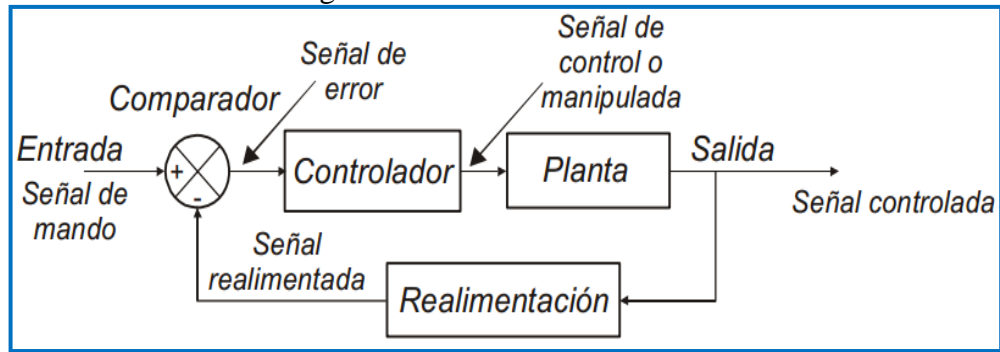 Señal de
error
Señal de
control o
manipulada
Comparador
Entrada
Señal de
mando
+
-
Controlador
Planta
Salida
Señal controlada
Señal
realimentada
Realimentación